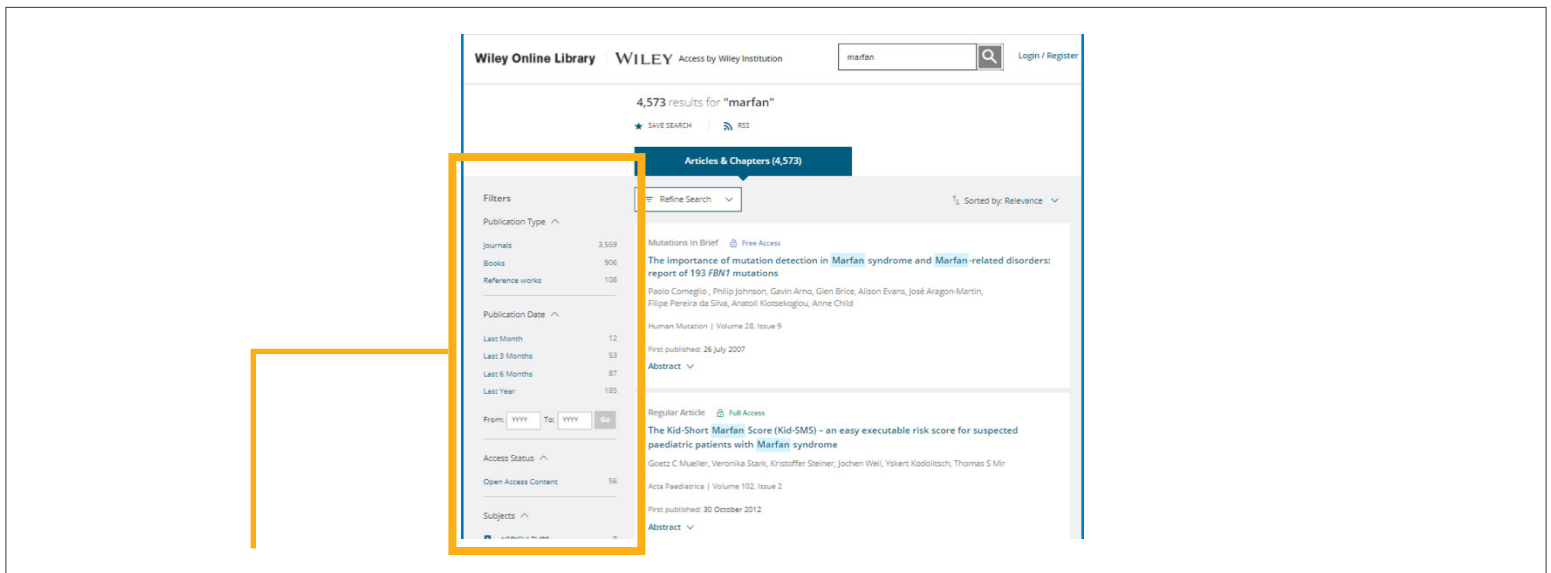 Wiley Online Library WILEY Access by Wiley Institution marfan Login / Register
4,573 results for "marfan"
SAVE SEARCH RSS
Articles & Chapters (4,573)
Filters
Publication Type
Journals 3,559
Books 906
Reference works 108
Publication Date
Last Month 12
Last 3 Months 53
Last 6 Months 87
Last Year 185
From: YYYY To: YYYY Go
Access Status
Open Access Content 56
Subjects
Refine Search Sorted by: Relevance
Mutations In Brief Free Access
The importance of mutation detection in Marfan syndrome and Marfan-related disorders:
report of 193 FBN1 mutations
Paolo Comeglio , Philip Johnson, Gavin Arno, Glen Brice, Alison Evans, José Aragon-Martin,
Filipe Pereira da Silva, Anatoli Kiotsekoglou, Anne Child
Human Mutation | Volume 28, Issue 9
First published: 26 July 2007
Abstract
Regular Article Full Access
The Kid-Short Marfan Score (Kid-SMS) – an easy executable risk score for suspected
paediatric patients with Marfan syndrome
Goetz C Mueller, Veronika Stark, Kristoffer Steiner, Jochen Weil, Yskert Kodolitsch, Thomas S Mir
Acta Paediatrica | Volume 102, Issue 2
First published: 30 October 2012
Abstract